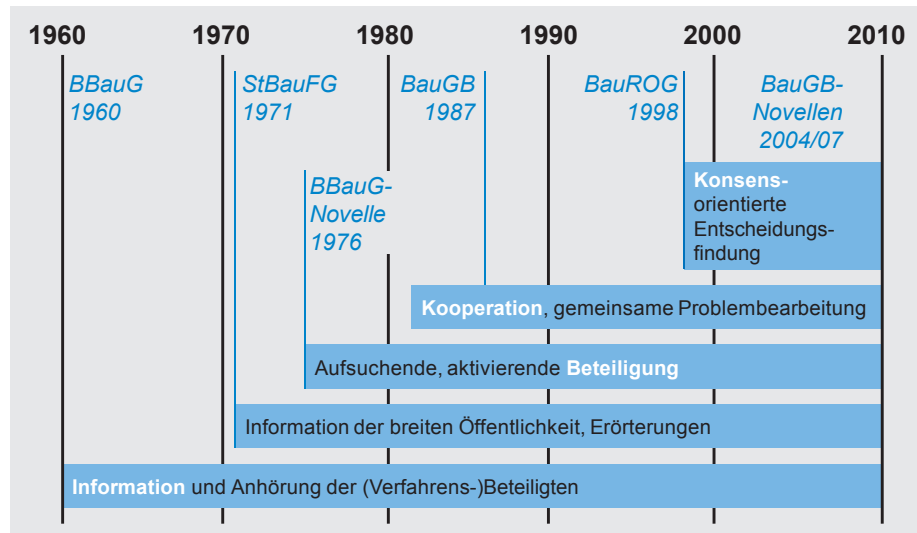 1960 1970 1980 1990 2000 2010
BBauG
1960
StBauFG
1971
BauGB
1987
BauROG
1998
BauGB-
Novellen
2004/07
BBauG-
Novelle
1976
Konsens-
orientierte
Entscheidungs-
findung
Kooperation, gemeinsame Problembearbeitung
Aufsuchende, aktivierende Beteiligung
Information der breiten Öffentlichkeit, Erörterungen
Information und Anhörung der (Verfahrens-)Beteiligten